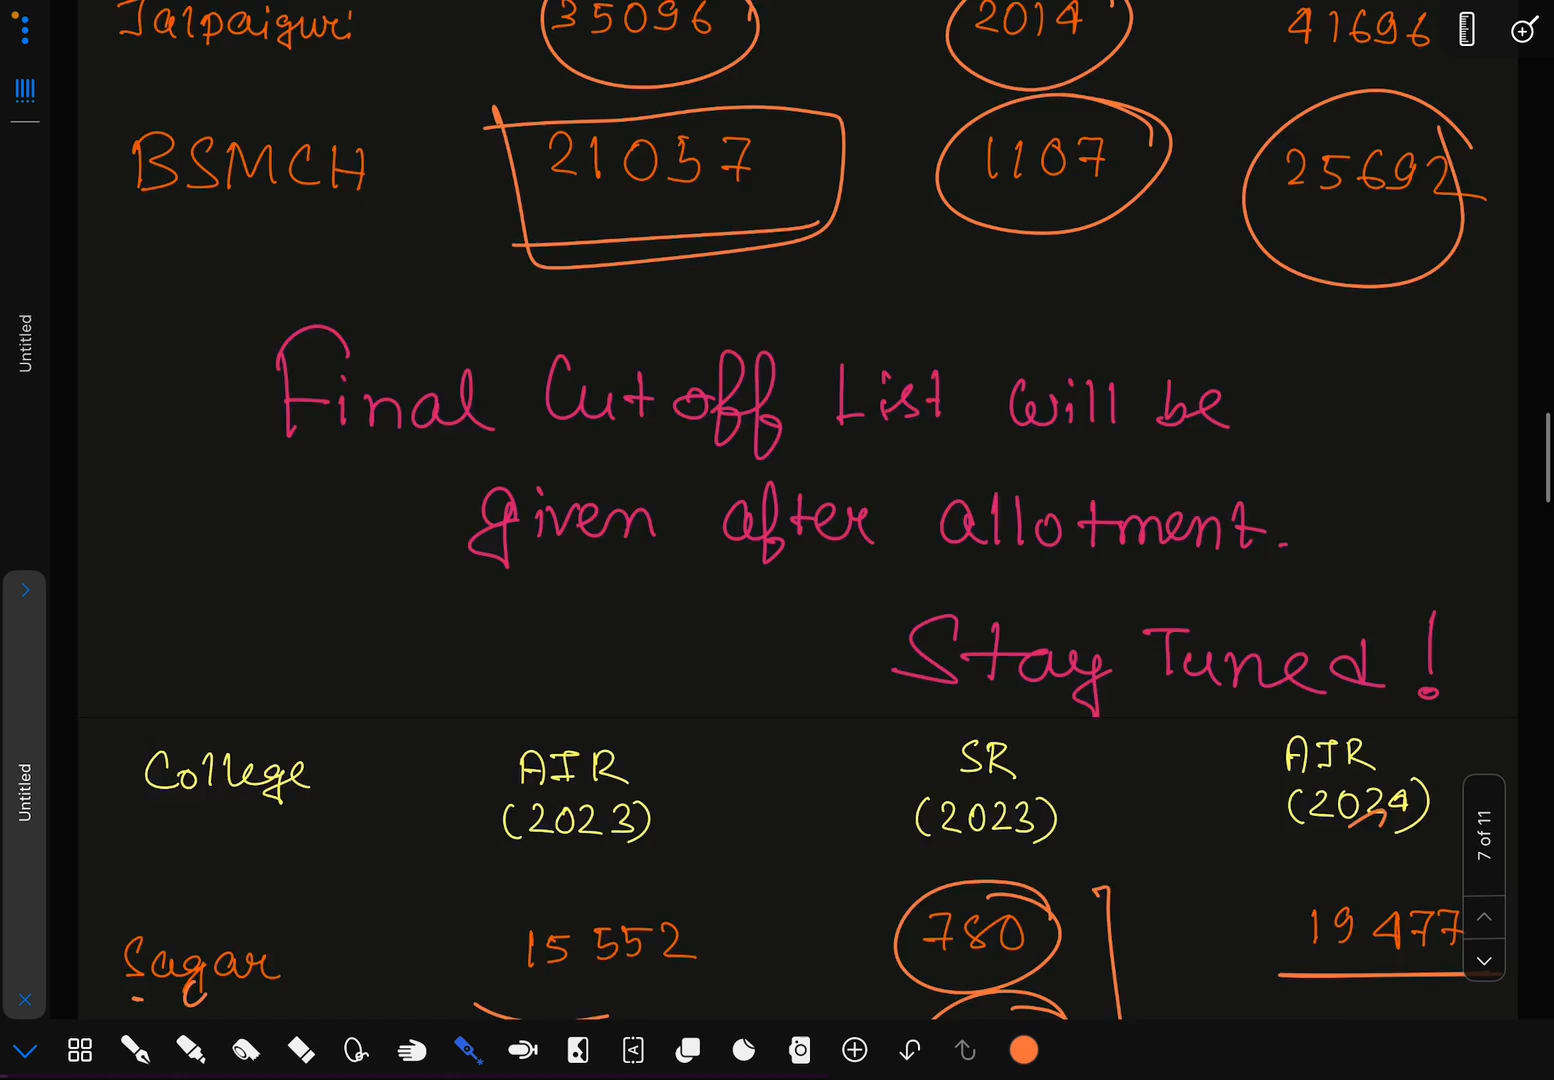 Jalpaiguri 35096 2014 41696
BSMCH 21057 1107 25692
Final Cutoff List will be
given after allotment.
Stay Tuned!
College AIR SR AIR
(2023) (2023) (2024)
Sagar 15552 780 19477
Untitled
Untitled
7 of 11